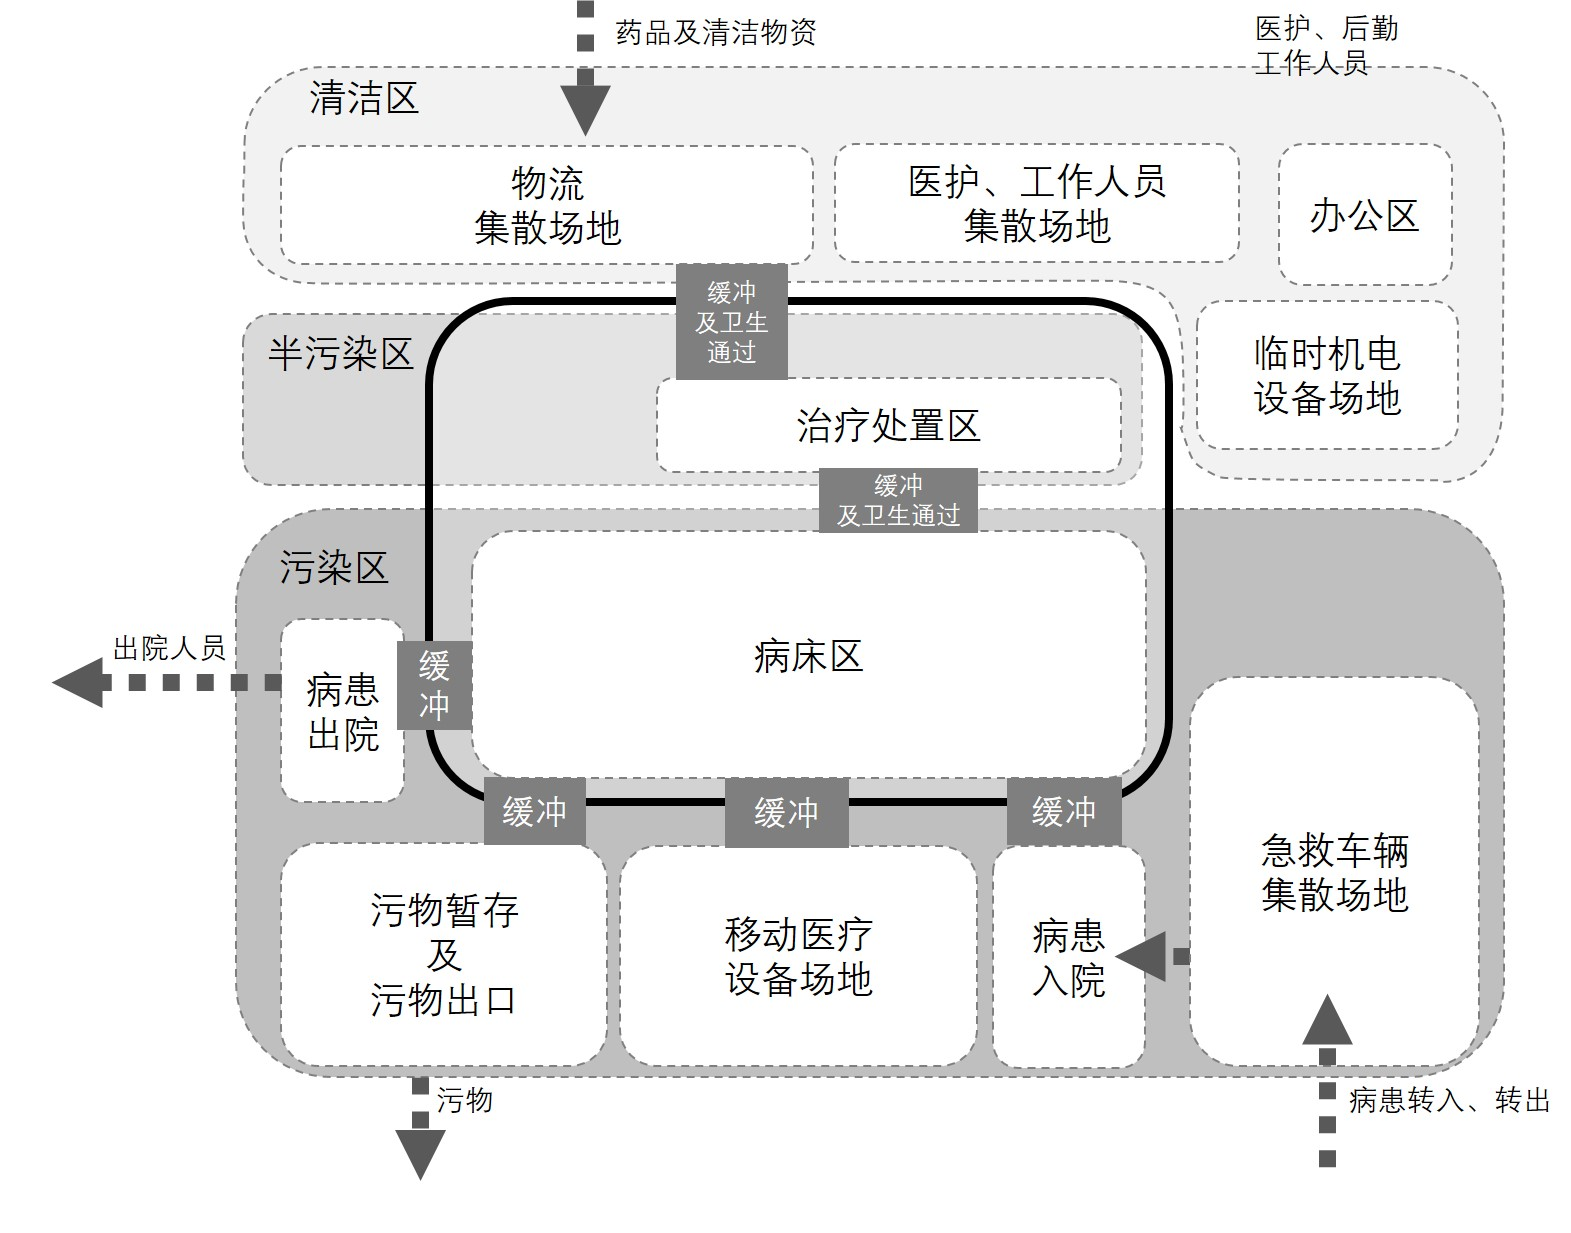 药品及清洁物资
医护、后勤
工作人员
清洁区
物流
集散场地
医护、工作人员
集散场地
办公区
缓冲
及卫生
通过
半污染区
临时机电
设备场地
治疗处置区
缓冲
及卫生通过
污染区
病床区
出院人员
病患
出院
缓
冲
缓冲
缓冲
缓冲
污物暂存
及
污物出口
移动医疗
设备场地
病患
入院
急救车辆
集散场地
污物
病患转入、转出